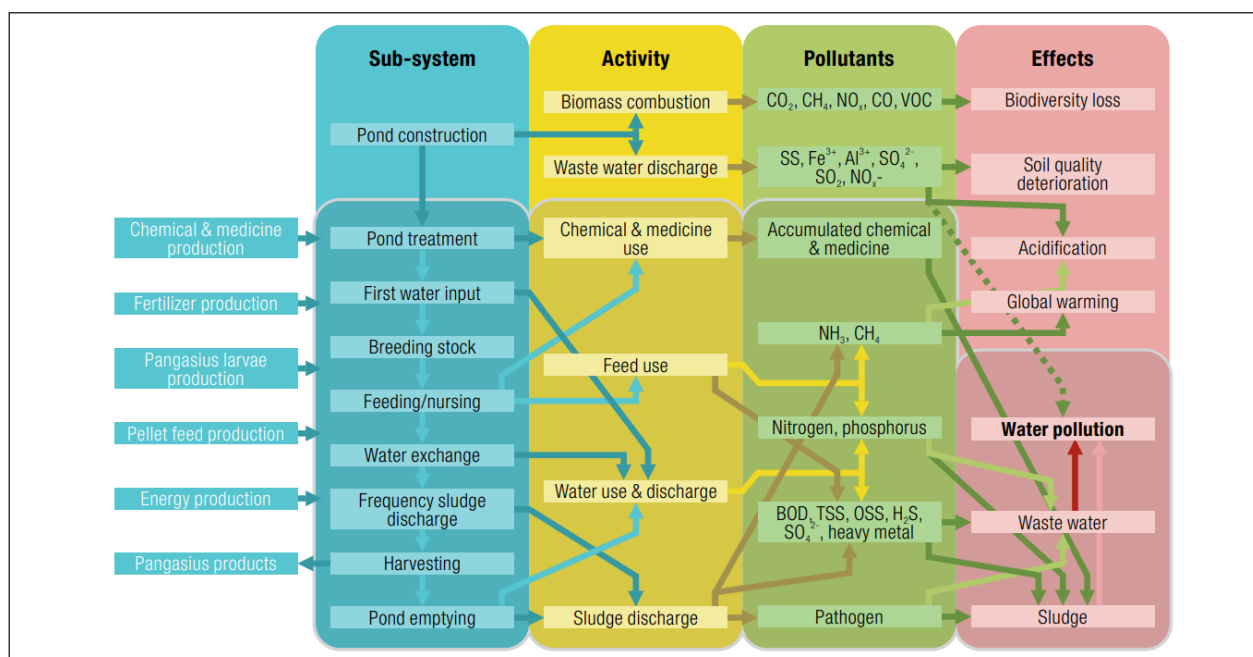 Sub-system
Activity
Pollutants
Effects
Pond construction
Biomass combustion
CO₂, CH₄, NOₓ, CO, VOC
Biodiversity loss
Waste water discharge
SS, Fe³⁺, Al³⁺, SO₄²⁻,
SO₂, NOₓ-
Soil quality
deterioration
Chemical & medicine
production
Pond treatment
Chemical & medicine
use
Accumulated chemical
& medicine
Acidification
Fertilizer production
First water input
Global warming
Breeding stock
NH₃, CH₄
Pangasius larvae
production
Feed use
Feeding/nursing
Pellet feed production
Nitrogen, phosphorus
Water pollution
Water exchange
Energy production
Frequency sludge
discharge
Water use & discharge
BOD, TSS, OSS, H₂S,
SO₄²⁻, heavy metal
Waste water
Pangasius products
Harvesting
Pond emptying
Sludge discharge
Pathogen
Sludge